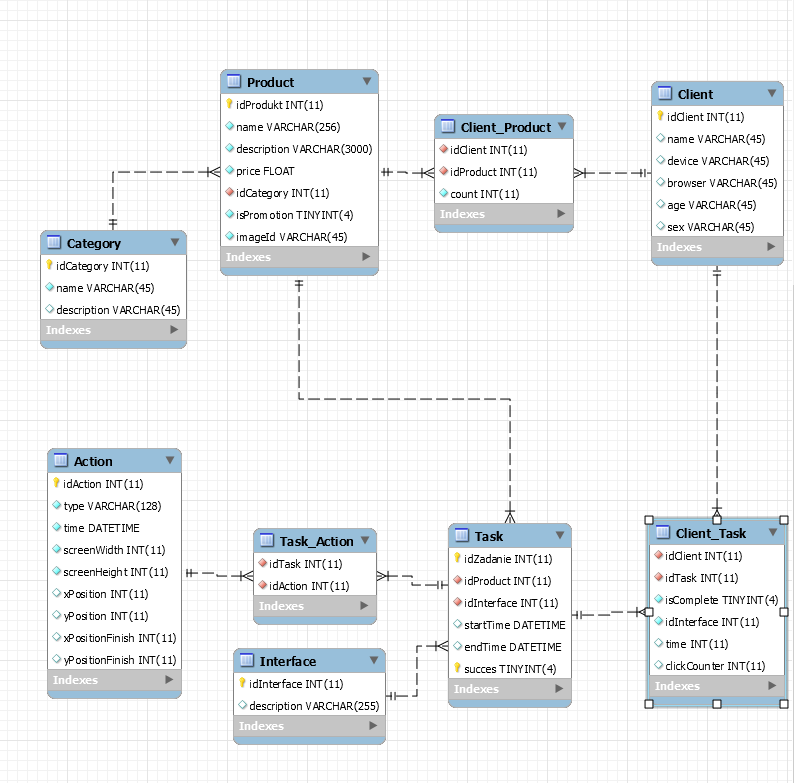 Product
idProdukt INT(11)
name VARCHAR(256)
description VARCHAR(3000)
price FLOAT
idCategory INT(11)
isPromotion TINYINT(4)
imageId VARCHAR(45)
Indexes
Client_Product
idClient INT(11)
idProduct INT(11)
count INT(11)
Indexes
Client
idClient INT(11)
name VARCHAR(45)
device VARCHAR(45)
browser VARCHAR(45)
age VARCHAR(45)
sex VARCHAR(45)
Indexes
Category
idCategory INT(11)
name VARCHAR(45)
description VARCHAR(45)
Indexes
Action
idAction INT(11)
type VARCHAR(128)
time DATETIME
screenWidth INT(11)
screenHeight INT(11)
xPosition INT(11)
yPosition INT(11)
xPositionFinish INT(11)
yPositionFinish INT(11)
Indexes
Task_Action
idTask INT(11)
idAction INT(11)
Indexes
Task
idZadanie INT(11)
idProduct INT(11)
idInterface INT(11)
startTime DATETIME
endTime DATETIME
succes TINYINT(4)
Indexes
Client_Task
idClient INT(11)
idTask INT(11)
isComplete TINYINT(4)
idInterface INT(11)
time INT(11)
clickCounter INT(11)
Indexes
Interface
idInterface INT(11)
description VARCHAR(255)
Indexes